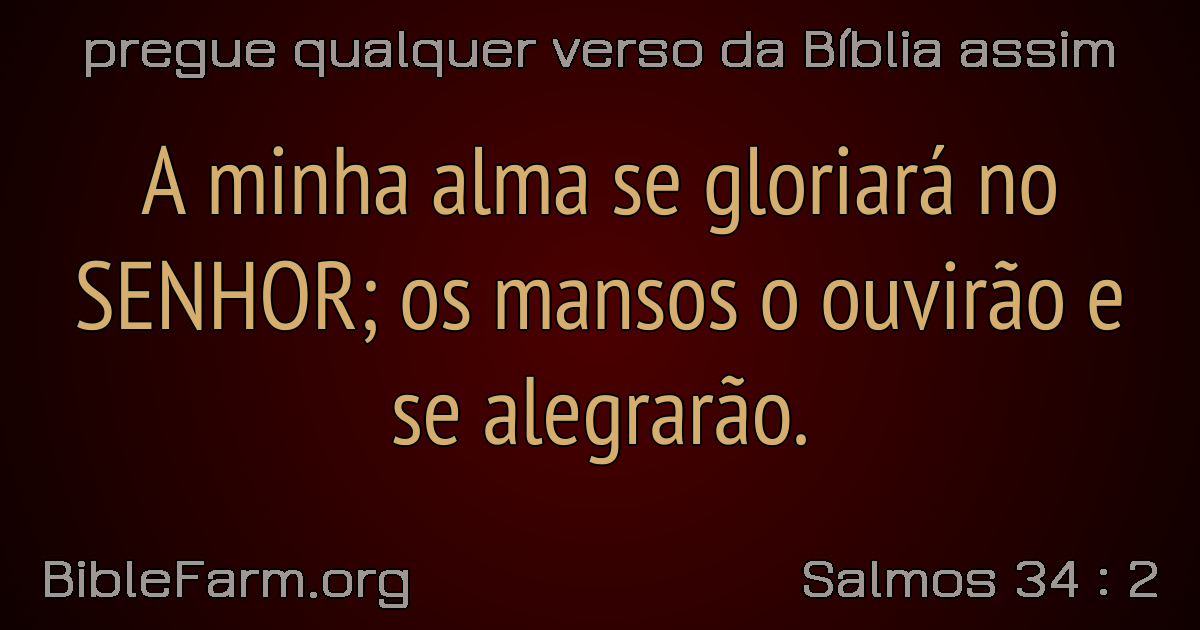 pregue qualquer verso da Bíblia assim
A minha alma se gloriará no
SENHOR; os mansos o ouvirão e
se alegrarão.
BibleFarm.org
Salmos 34 : 2